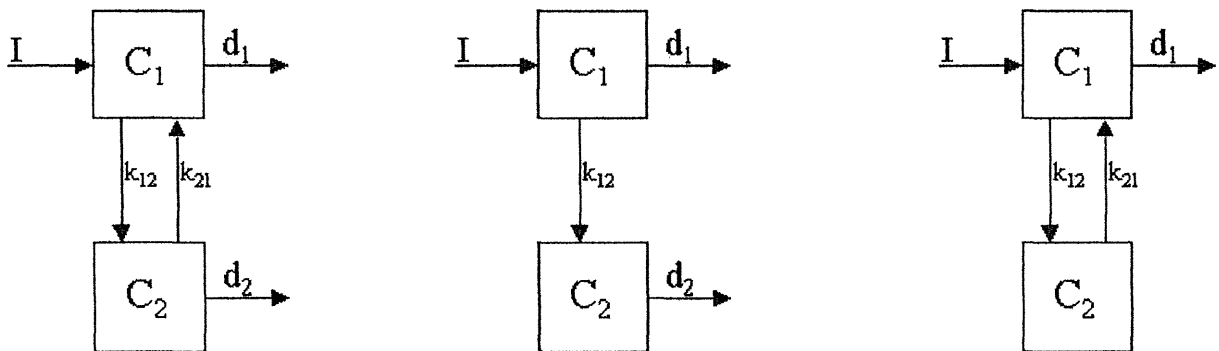 I C₁ d₁
k₁₂ k₂₁
C₂ d₂
I C₁ d₁
k₁₂
C₂ d₂
I C₁ d₁
k₁₂ k₂₁
C₂